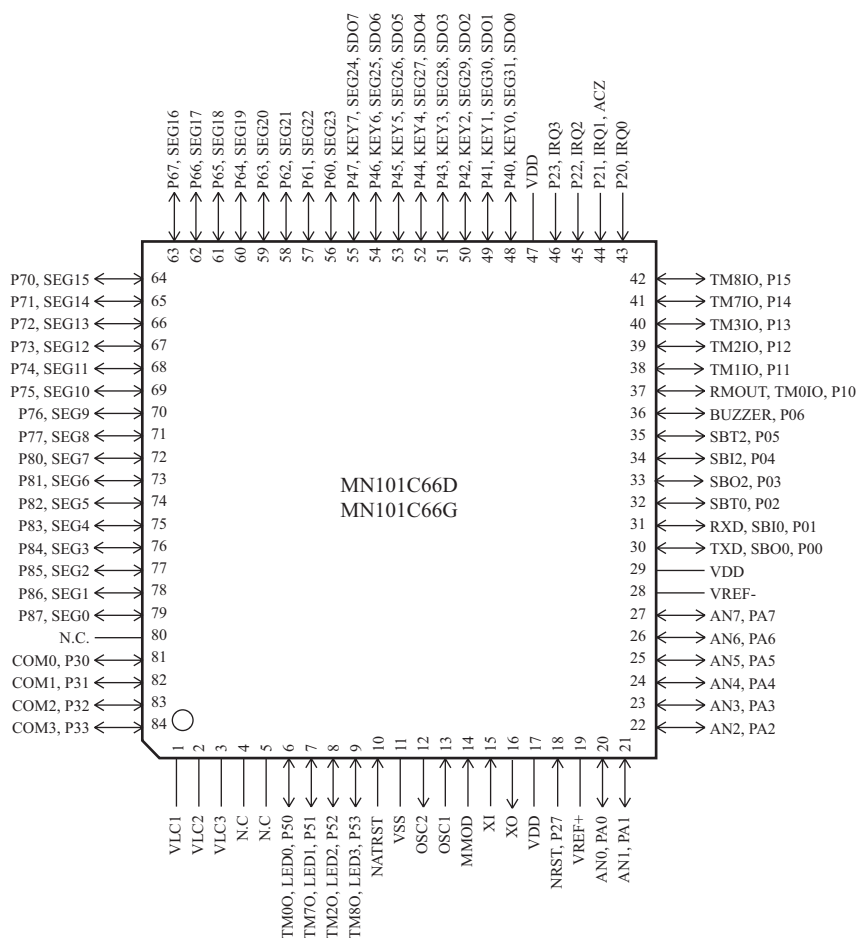 P67, SEG16
P66, SEG17
P65, SEG18
P64, SEG19
P63, SEG20
P62, SEG21
P61, SEG22
P60, SEG23
P47, KEY7, SEG24, SDO7
P46, KEY6, SEG25, SDO6
P45, KEY5, SEG26, SDO5
P44, KEY4, SEG27, SDO4
P43, KEY3, SEG28, SDO3
P42, KEY2, SEG29, SDO2
P41, KEY1, SEG30, SDO1
P40, KEY0, SEG31, SDO0
VDD
P23, IRQ3
P22, IRQ2
P21, IRQ1, ACZ
P20, IRQ0
63 62 61 60 59 58 57 56 55 54 53 52 51 50 49 48 47 46 45 44 43
P70, SEG15 64
P71, SEG14 65
P72, SEG13 66
P73, SEG12 67
P74, SEG11 68
P75, SEG10 69
P76, SEG9 70
P77, SEG8 71
P80, SEG7 72
P81, SEG6 73
P82, SEG5 74
P83, SEG4 75
P84, SEG3 76
P85, SEG2 77
P86, SEG1 78
P87, SEG0 79
N.C. 80
COM0, P30 81
COM1, P31 82
COM2, P32 83
COM3, P33 84
MN101C66D
MN101C66G
42 TM8IO, P15
41 TM7IO, P14
40 TM3IO, P13
39 TM2IO, P12
38 TM1IO, P11
37 RMOUT, TM0IO, P10
36 BUZZER, P06
35 SBT2, P05
34 SBI2, P04
33 SBO2, P03
32 SBT0, P02
31 RXD, SBI0, P01
30 TXD, SBO0, P00
29 VDD
28 VREF-
27 AN7, PA7
26 AN6, PA6
25 AN5, PA5
24 AN4, PA4
23 AN3, PA3
22 AN2, PA2
1 2 3 4 5 6 7 8 9 10 11 12 13 14 15 16 17 18 19 20 21
VLC1
VLC2
VLC3
N.C
N.C
TM0O, LED0, P50
TM7O, LED1, P51
TM2O, LED2, P52
TM8O, LED3, P53
NATRST
VSS
OSC2
OSC1
MMOD
XI
XO
VDD
NRST, P27
VREF+
AN0, PA0
AN1, PA1